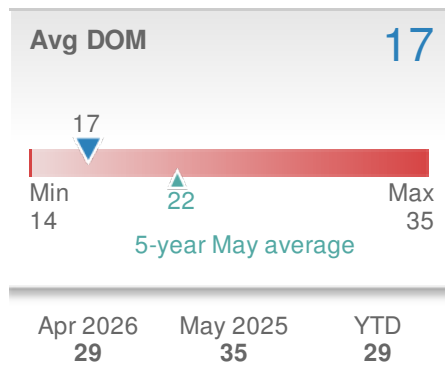 Avg DOM 17
17
Min Max
14 22 35
5-year May average
Apr 2026 May 2025 YTD
29 35 29